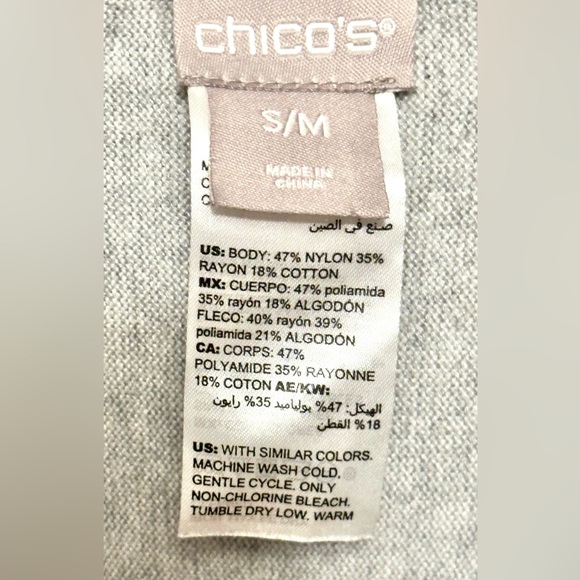 chico's®
S/M
MADE IN
CHINA
M
C
C
صنع في الصين
US: BODY: 47% NYLON 35%
RAYON 18% COTTON
MX: CUERPO: 47% poliamida
35% rayón 18% ALGODÓN
FLECO: 40% rayón 39%
poliamida 21% ALGODÓN
CA: CORPS: 47%
POLYAMIDE 35% RAYONNE
18% COTON AE/KW:
الهيكل: 47% بولياميد 35% رايون
18% القطن
US: WITH SIMILAR COLORS.
MACHINE WASH COLD,
GENTLE CYCLE. ONLY
NON-CHLORINE BLEACH.
TUMBLE DRY LOW. WARM